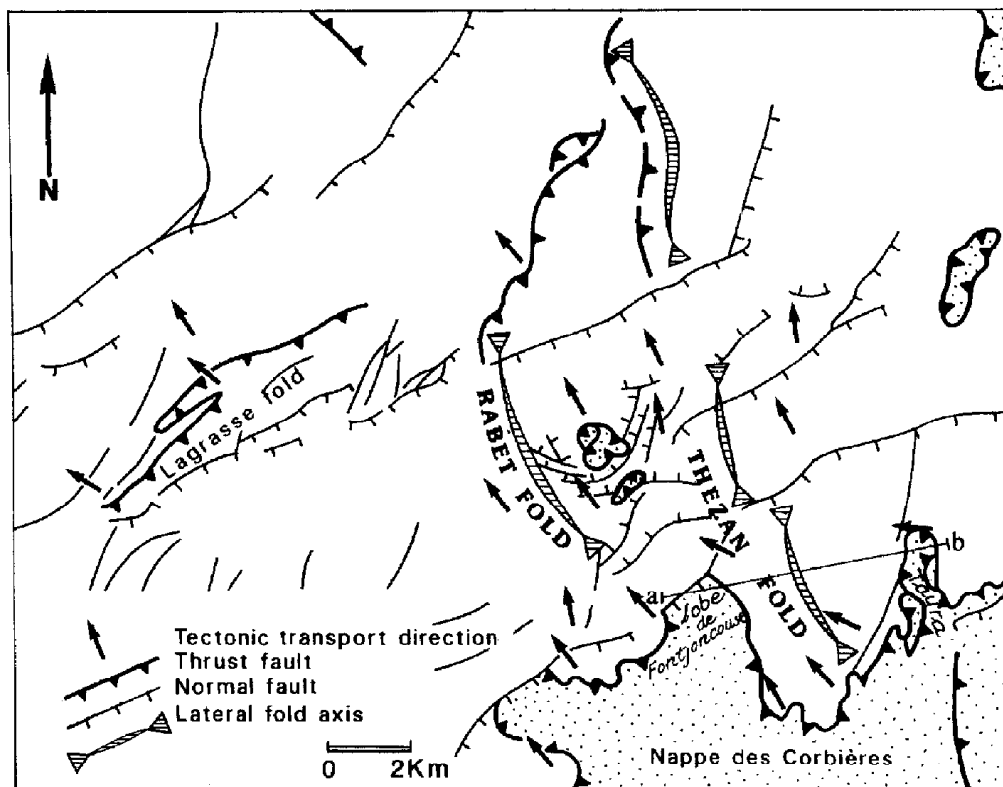 N
Lagrasse fold
RABET FOLD
THEZAN FOLD
a
b
Lobe
de
Fontjoncouse
Tectonic transport direction
Thrust fault
Normal fault
Lateral fold axis
0 2Km
Nappe des Corbières